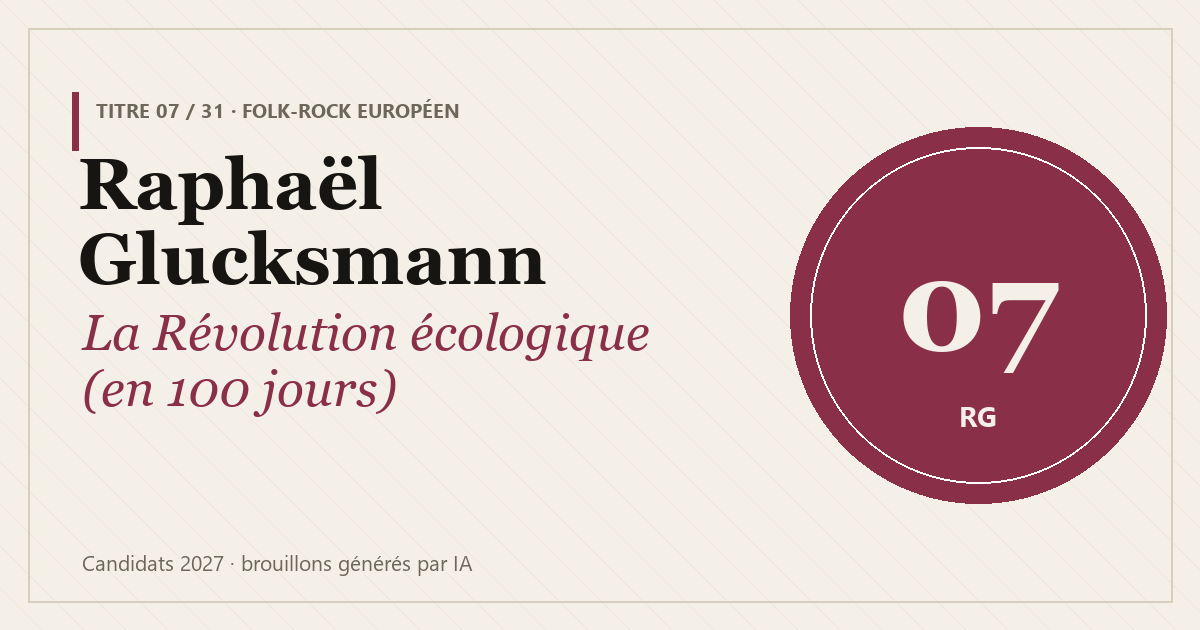 TITRE 07 / 31 · FOLK-ROCK EUROPÉEN
Raphaël
Glucksmann
La Révolution écologique
(en 100 jours)
07
RG
Candidats 2027 · brouillons générés par IA